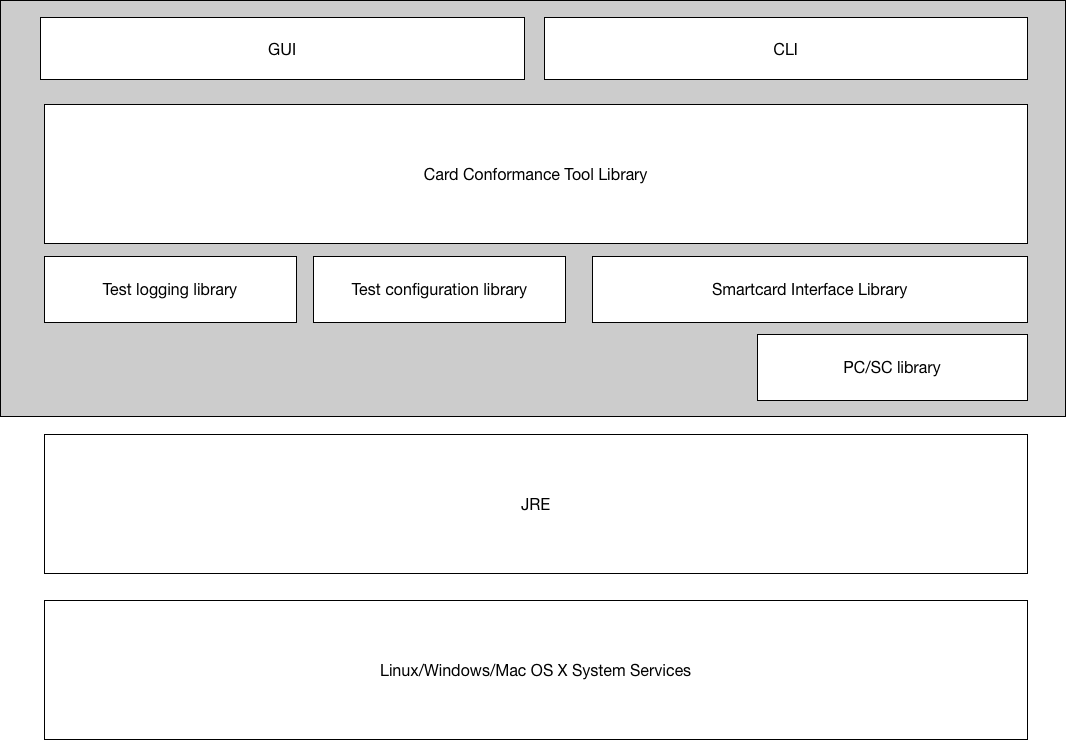 GUI
CLI
Card Conformance Tool Library
Test logging library
Test configuration library
Smartcard Interface Library
PC/SC library
JRE
Linux/Windows/Mac OS X System Services